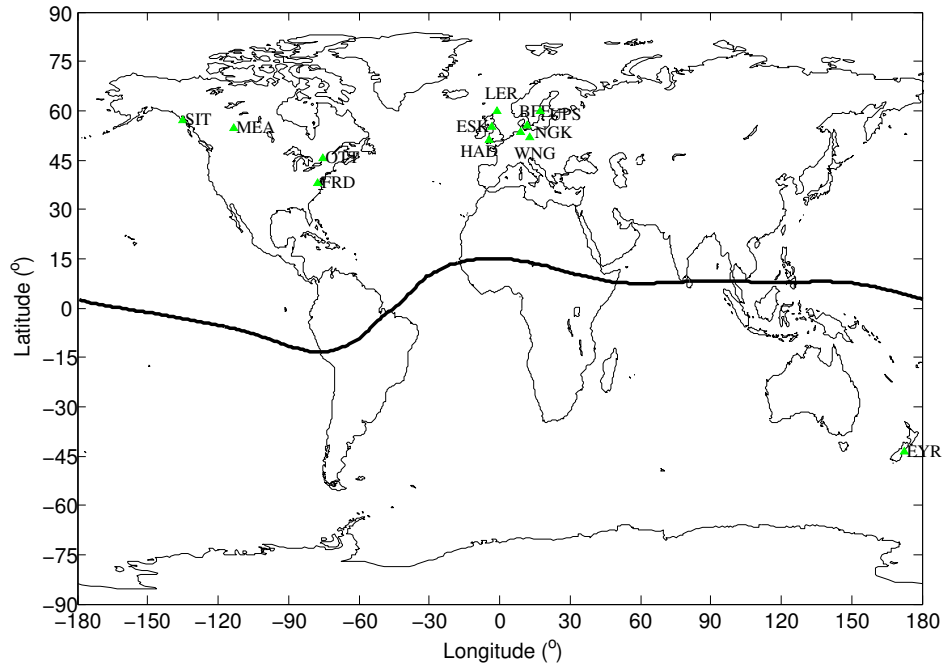 90
75
60
45
30
15
0
−15
−30
−45
−60
−75
−90
Latitude (o)
SIT
MEA
OTT
FRD
LER
ESK
HAD
BFE
UPS
NGK
WNG
EYR
−180 −150 −120 −90 −60 −30 0 30 60 90 120 150 180
Longitude (o)